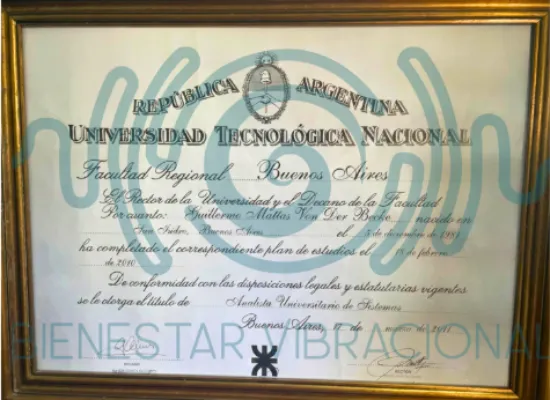 REPÚBLICA ARGENTINA
UNIVERSIDAD TECNOLÓGICA NACIONAL
Facultad Regional Buenos Aires
El Rector de la Universidad y el Decano de la Facultad
Por cuanto: Guillermo Matías Von Der Becke nacido en
San Isidro, Buenos Aires el de diciembre de
ha completado el correspondiente plan de estudios el 18 de febrero
de 2010
De conformidad con las disposiciones legales y estatutarias vigentes
se le otorga el título de Analista Universitario de Sistemas
Buenos Aires, 17 de marzo de 2011
BIENESTAR VIBRACIONAL